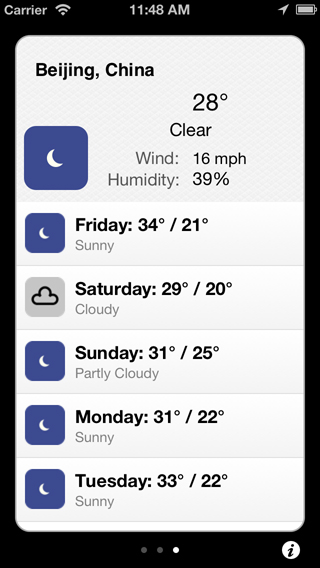 Carrier 11:48 AM
Beijing, China
28°
Clear
Wind: 16 mph
Humidity: 39%
Friday: 34° / 21°
Sunny
Saturday: 29° / 20°
Cloudy
Sunday: 31° / 25°
Partly Cloudy
Monday: 31° / 22°
Sunny
Tuesday: 33° / 22°
Sunny
i